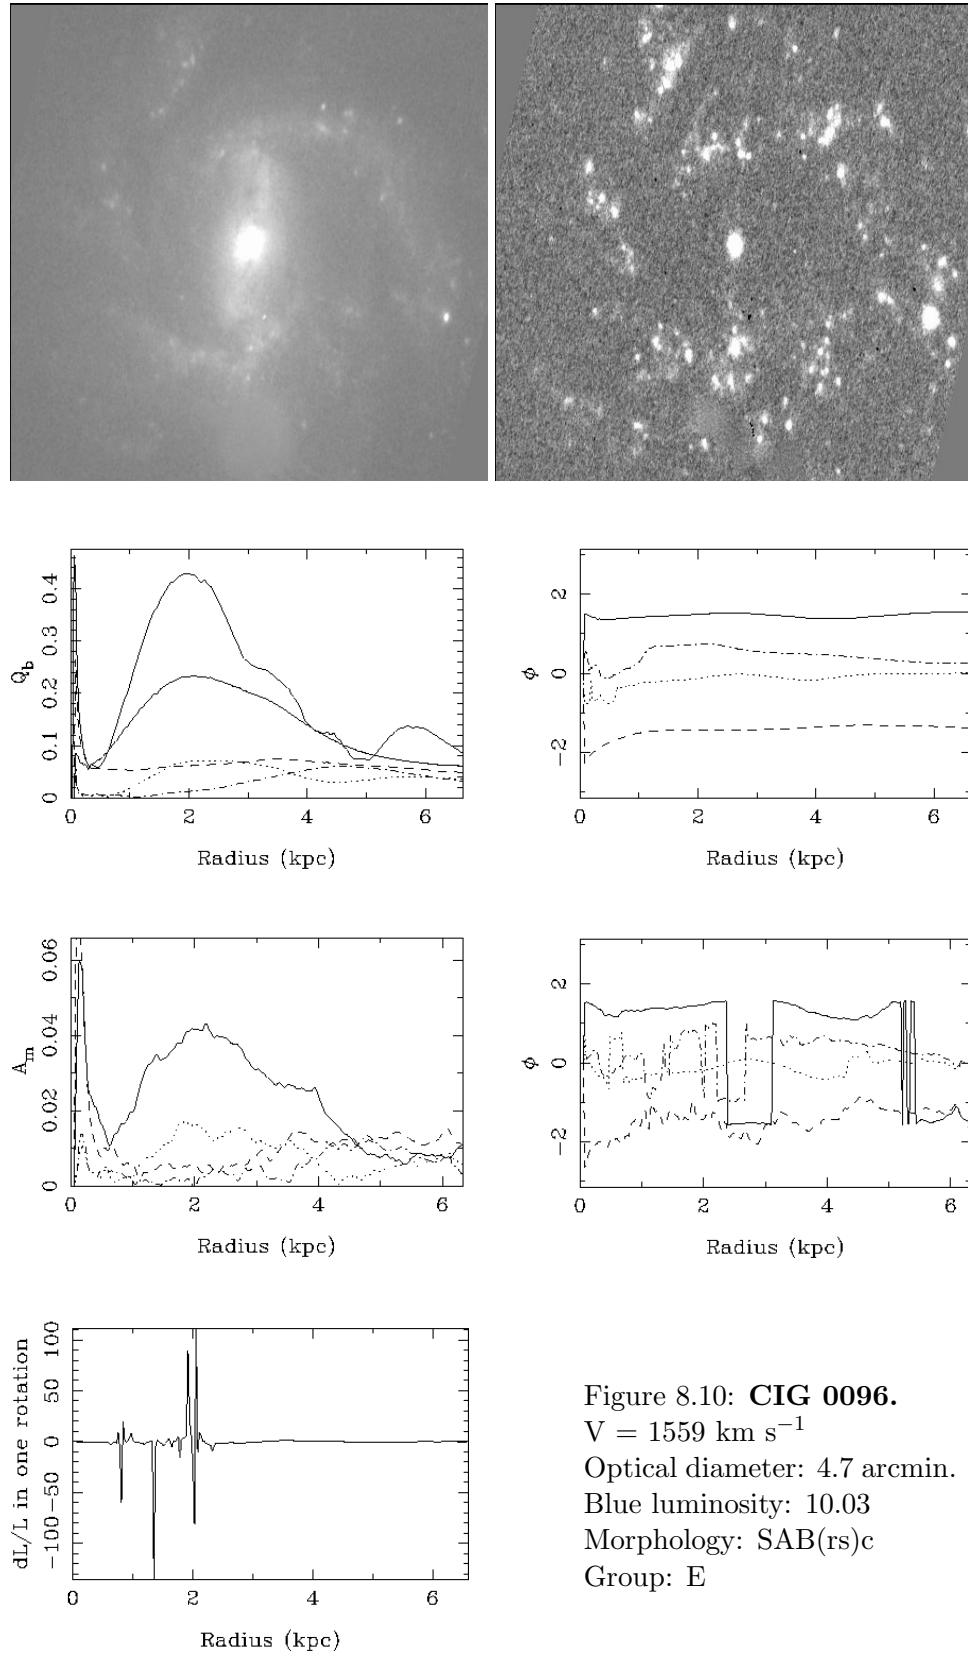 Q_b
0 0.1 0.2 0.3 0.4
0 2 4 6
Radius (kpc)
ϕ
−2 0 2
0 2 4 6
Radius (kpc)
A_m
0 0.02 0.04 0.06
0 2 4 6
Radius (kpc)
ϕ
−2 0 2
0 2 4 6
Radius (kpc)
dL/L in one rotation
−100 −50 0 50 100
0 2 4 6
Radius (kpc)
Figure 8.10: CIG 0096.
V = 1559 km s⁻¹
Optical diameter: 4.7 arcmin.
Blue luminosity: 10.03
Morphology: SAB(rs)c
Group: E